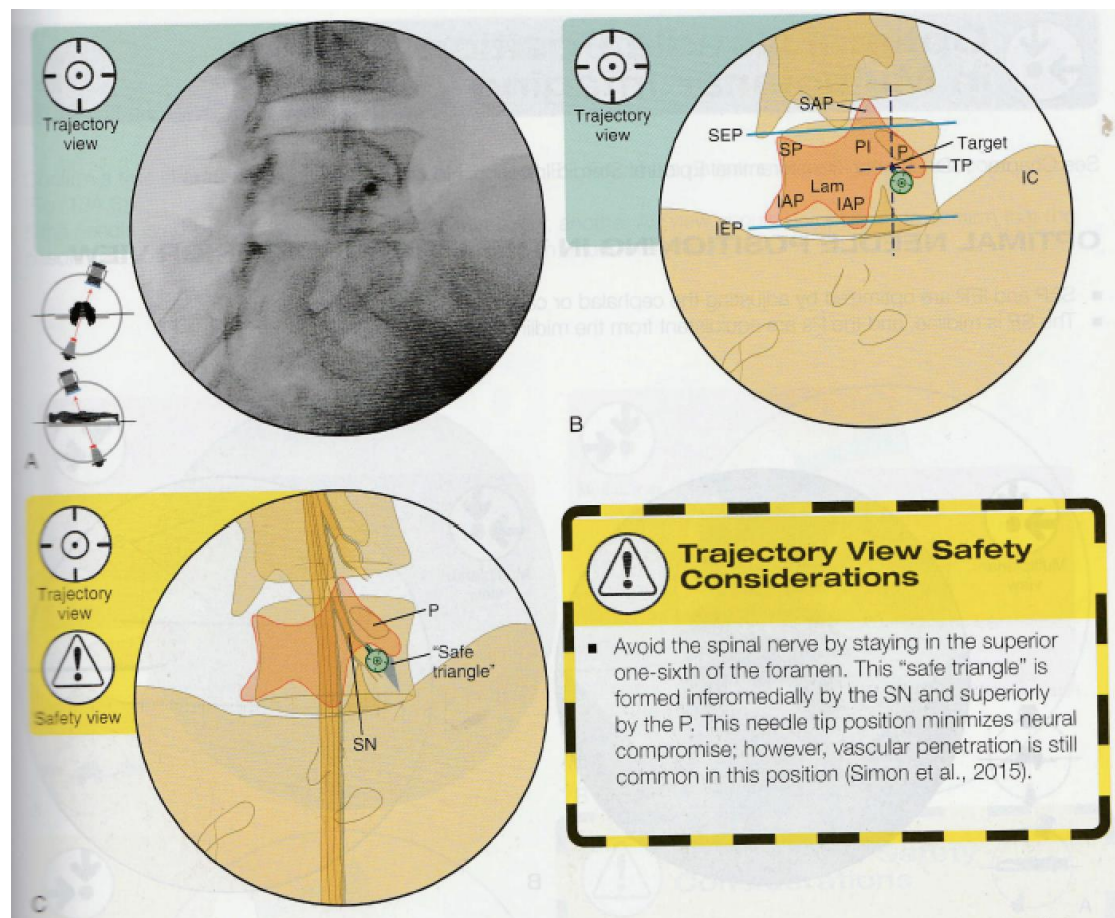 Trajectory
view
A
Trajectory
view
SAP
SEP
SP
PI
P
Target
TP
IC
Lam
IAP
IAP
IEP
B
Trajectory
view
Safety view
P
"Safe
triangle"
SN
C
Trajectory View Safety
Considerations
■ Avoid the spinal nerve by staying in the superior
one-sixth of the foramen. This "safe triangle" is
formed inferomedially by the SN and superiorly
by the P. This needle tip position minimizes neural
compromise; however, vascular penetration is still
common in this position (Simon et al., 2015).